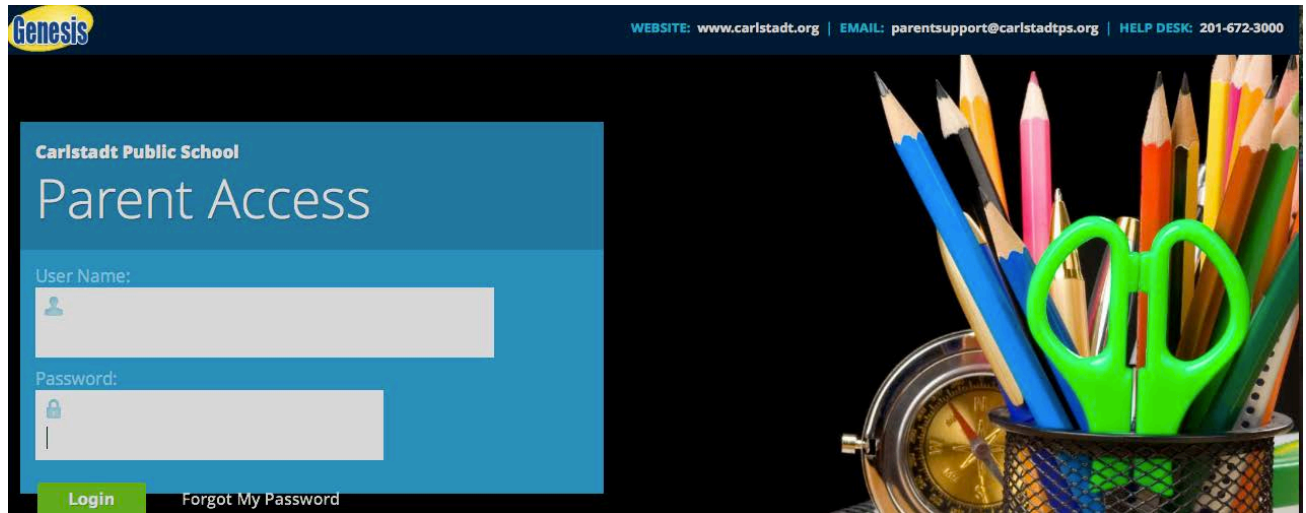 Genesis
WEBSITE: www.carlstadt.org | EMAIL: parentsupport@carlstadtps.org | HELP DESK: 201-672-3000
Carlstadt Public School
Parent Access
User Name:
Password:
Login Forgot My Password